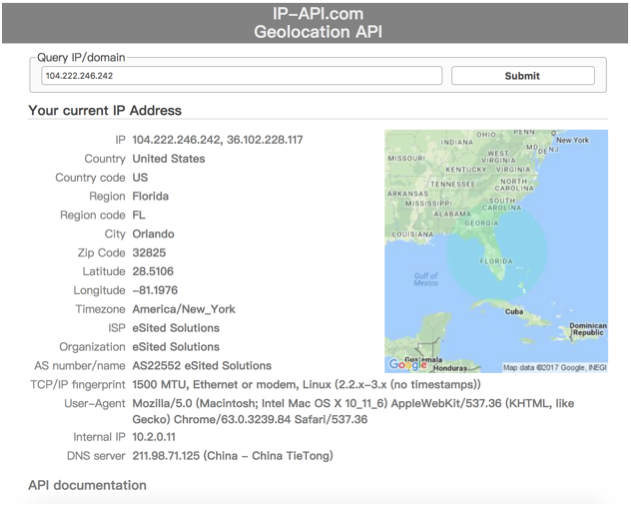 IP-API.com
Geolocation API
Query IP/domain
104.222.246.242
Submit
Your current IP Address
IP 104.222.246.242, 36.102.228.117
Country United States
Country code US
Region Florida
Region code FL
City Orlando
Zip Code 32825
Latitude 28.5106
Longitude -81.1976
Timezone America/New_York
ISP eSited Solutions
Organization eSited Solutions
AS number/name AS22552 eSited Solutions
TCP/IP fingerprint 1500 MTU, Ethernet or modem, Linux (2.2.x-3.x (no timestamps))
User-Agent Mozilla/5.0 (Macintosh; Intel Mac OS X 10_11_6) AppleWebKit/537.36 (KHTML, like
Gecko) Chrome/63.0.3239.84 Safari/537.36
Internal IP 10.2.0.11
DNS server 211.98.71.125 (China - China TieTong)
OHIO
PENN
New York
INDIANA
MD
DE
NJ
MISSOURI
WEST
VIRGINIA
KENTUCKY
VIRGINIA
TENNESSEE
NORTH
CAROLINA
ARKANSAS
MISSISSIPPI
SOUTH
CAROLINA
ALABAMA
GEORGIA
LOUISIANA
FLORIDA
Gulf of
Mexico
Cuba
Dominican
Republic
Guatemala
Honduras
Google
Map data ©2017 Google, INEGI
API documentation